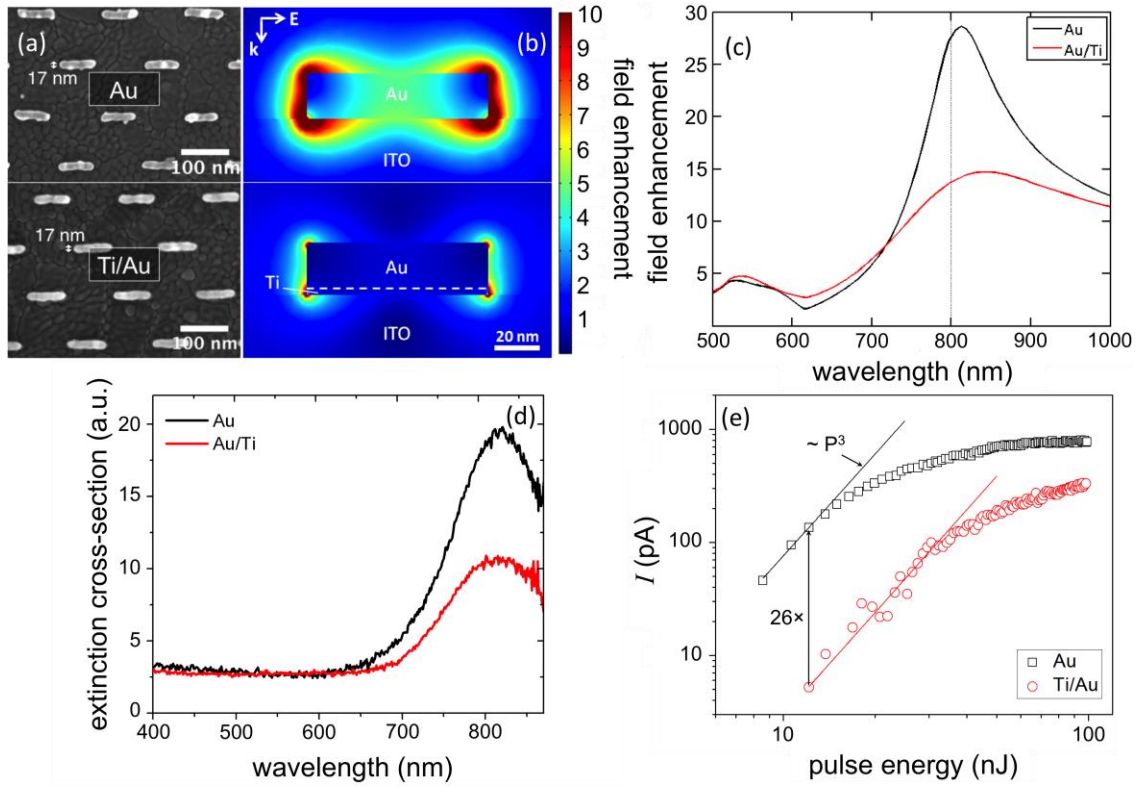 (a)
17 nm
Au
100 nm
17 nm
Ti/Au
100 nm
E
k
(b)
Au
ITO
Au
Ti
ITO
20 nm
10
9
8
7
6
5
4
3
2
1
field enhancement
(c)
Au
Au/Ti
field enhancement
30
25
20
15
10
5
500 600 700 800 900 1000
wavelength (nm)
(d)
Au
Au/Ti
extinction cross-section (a.u.)
20
15
10
5
0
400 500 600 700 800
wavelength (nm)
(e)
~ P³
26×
Au
Ti/Au
I (pA)
1000
100
10
10 100
pulse energy (nJ)